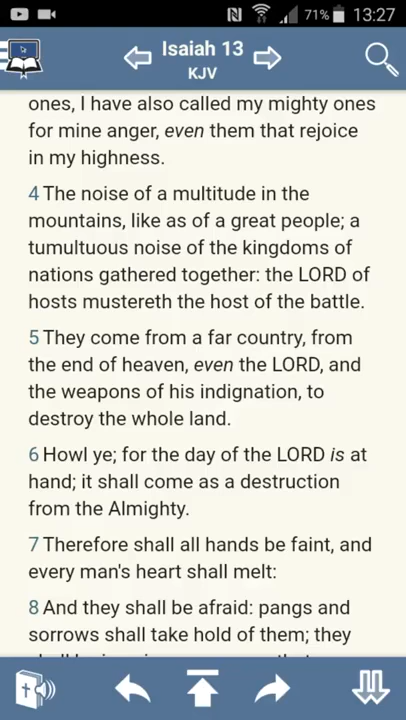 71% 13:27
Isaiah 13
KJV
ones, I have also called my mighty ones
for mine anger, even them that rejoice
in my highness.
4 The noise of a multitude in the
mountains, like as of a great people; a
tumultuous noise of the kingdoms of
nations gathered together: the LORD of
hosts mustereth the host of the battle.
5 They come from a far country, from
the end of heaven, even the LORD, and
the weapons of his indignation, to
destroy the whole land.
6 Howl ye; for the day of the LORD is at
hand; it shall come as a destruction
from the Almighty.
7 Therefore shall all hands be faint, and
every man's heart shall melt:
8 And they shall be afraid: pangs and
sorrows shall take hold of them; they